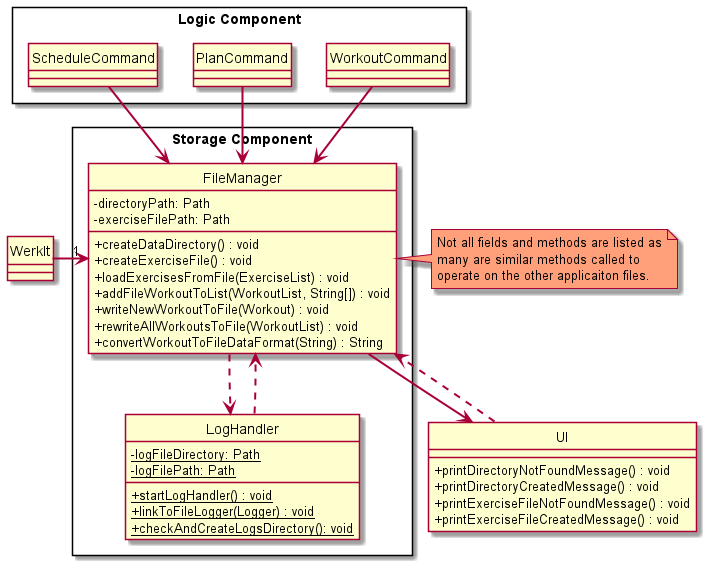 Logic Component
ScheduleCommand
PlanCommand
WorkoutCommand
Storage Component
FileManager
-directoryPath: Path
-exerciseFilePath: Path
+createDataDirectory() : void
+createExerciseFile() : void
+loadExercisesFromFile(ExerciseList) : void
+addFileWorkoutToList(WorkoutList, String[]) : void
+writeNewWorkoutToFile(Workout) : void
+rewriteAllWorkoutsToFile(WorkoutList) : void
+convertWorkoutToFileDataFormat(String) : String
WerkIt
1
Not all fields and methods are listed as
many are similar methods called to
operate on the other applicaiton files.
LogHandler
-logFileDirectory: Path
-logFilePath: Path
+startLogHandler() : void
+linkToFileLogger(Logger) : void
+checkAndCreateLogsDirectory(): void
UI
+printDirectoryNotFoundMessage() : void
+printDirectoryCreatedMessage() : void
+printExerciseFileNotFoundMessage() : void
+printExerciseFileCreatedMessage() : void